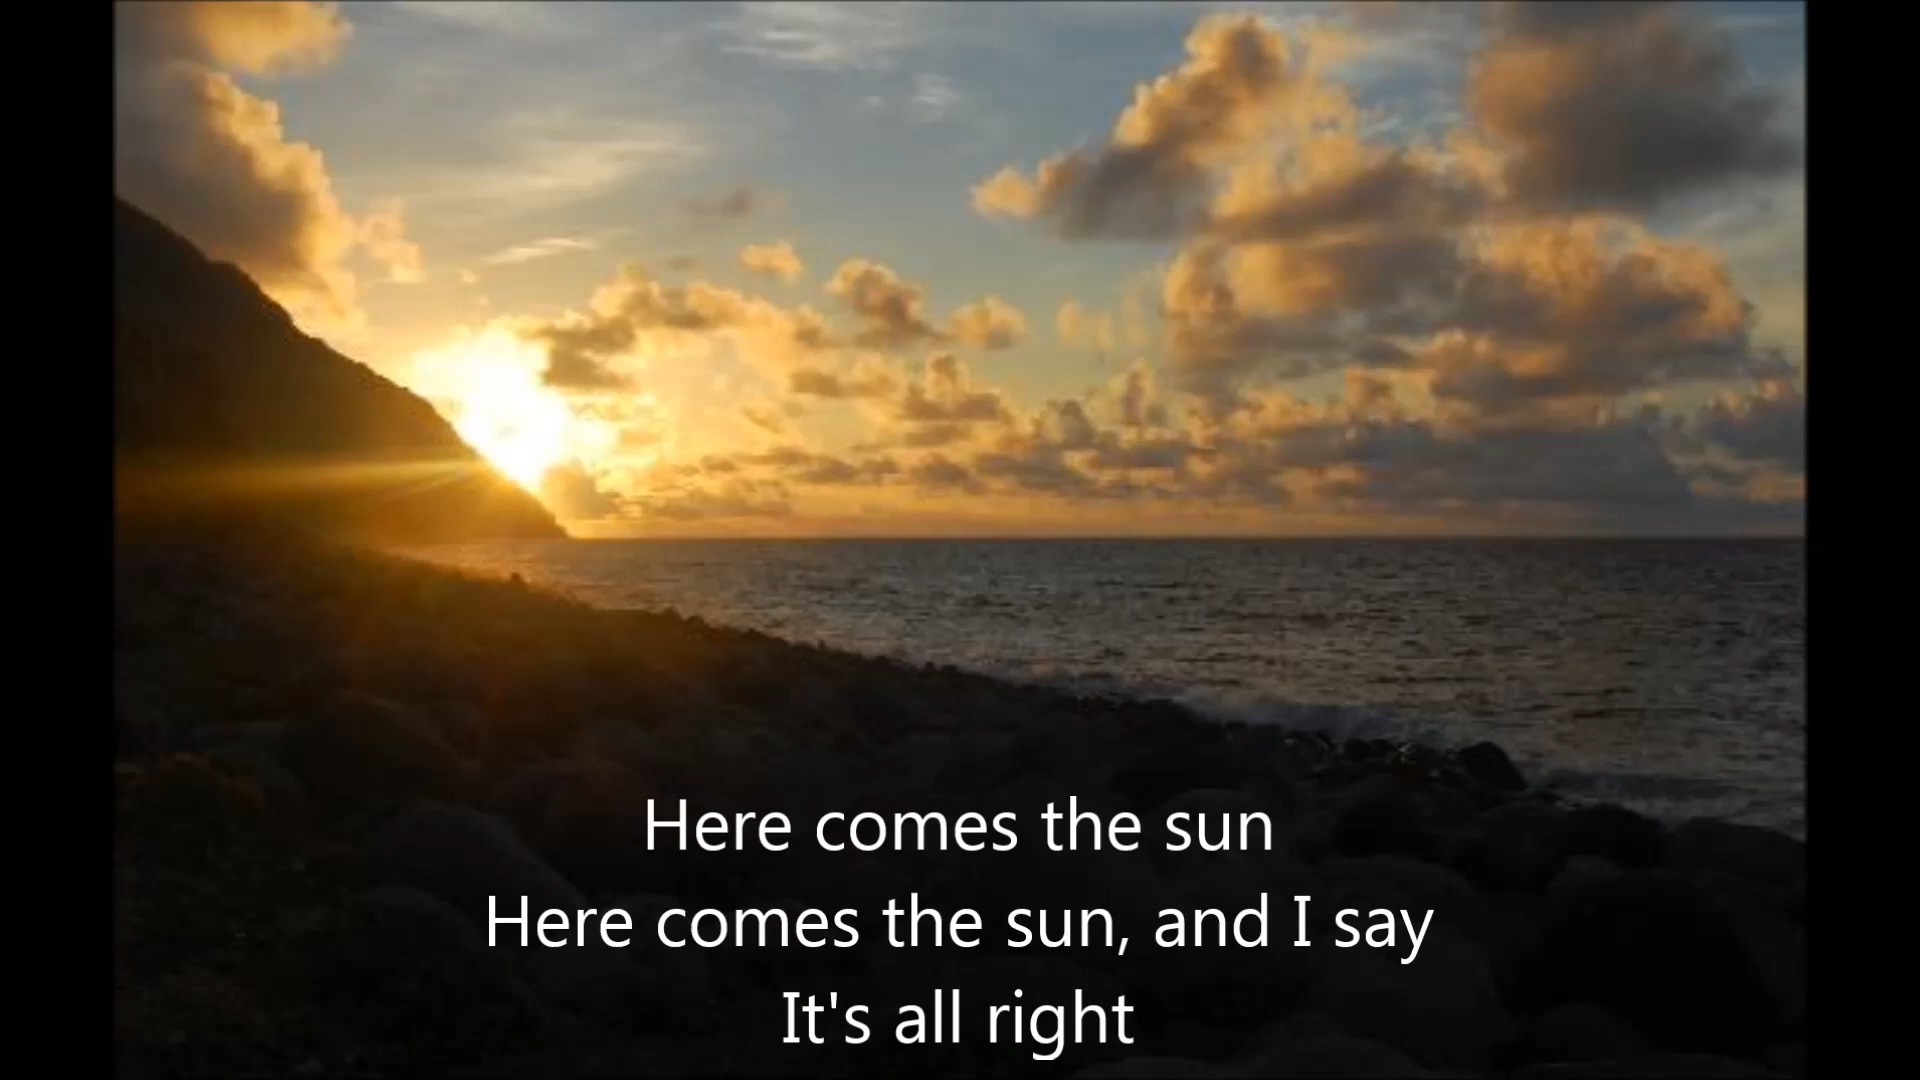 Here comes the sun
Here comes the sun, and I say
It's all right